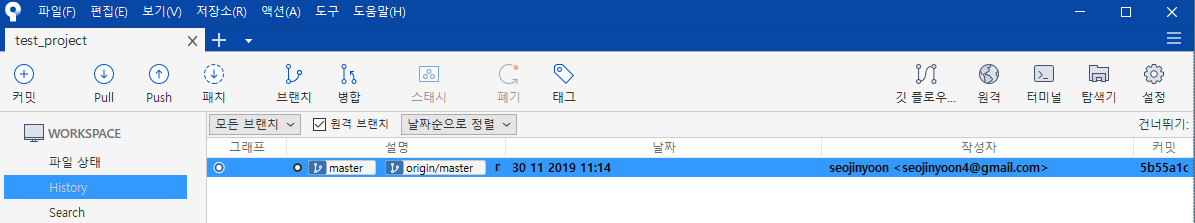 파일(F) 편집(E) 보기(V) 저장소(R) 액션(A) 도구 도움말(H)
test_project
커밋 Pull Push 패치 브랜치 병합 스태시 폐기 태그 깃 플로우... 원격 터미널 탐색기 설정
WORKSPACE 모든 브랜치 원격 브랜치 날짜순으로 정렬 건너뛰기:
그래프 설명 날짜 작성자 커밋
파일 상태 master origin/master 30 11 2019 11:14 seojinyoon <seojinyoon4@gmail.com> 5b55a1c
History
Search